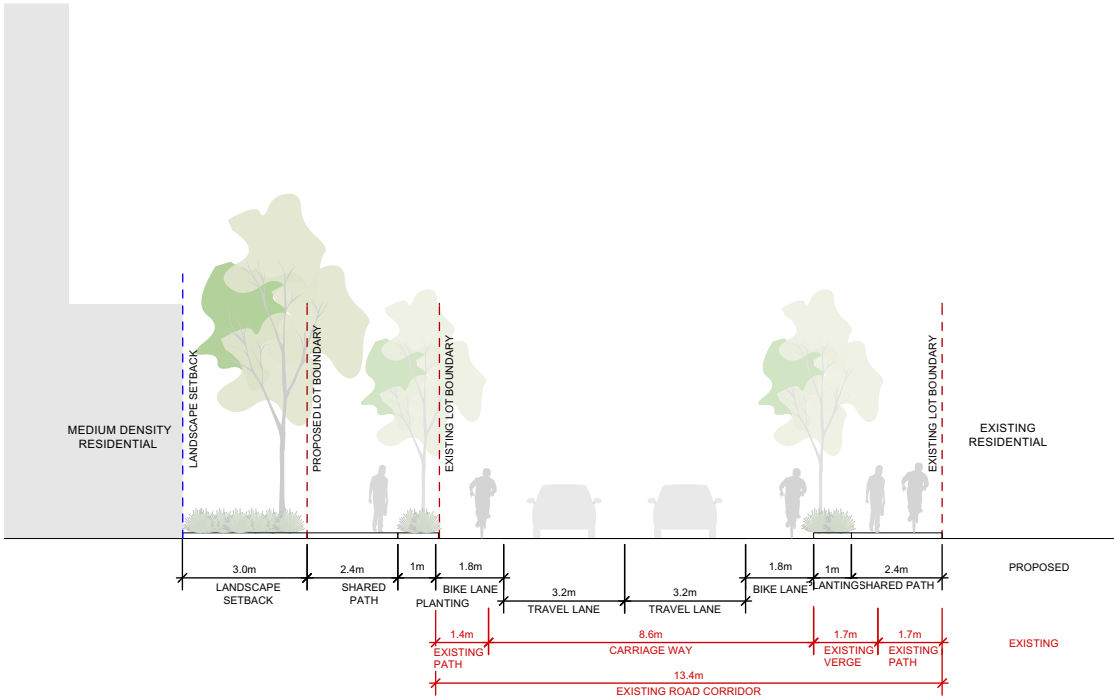 MEDIUM DENSITY
RESIDENTIAL
LANDSCAPE SETBACK
PROPOSED LOT BOUNDARY
EXISTING LOT BOUNDARY
EXISTING LOT BOUNDARY
EXISTING
RESIDENTIAL
3.0m
2.4m
1m
1.8m
3.2m
3.2m
1.8m
1m
2.4m
PROPOSED
LANDSCAPE
SETBACK
SHARED
PATH
PLANTING
BIKE LANE
TRAVEL LANE
TRAVEL LANE
BIKE LANE
LANTING
SHARED PATH
1.4m
8.6m
1.7m
1.7m
EXISTING
EXISTING
PATH
CARRIAGE WAY
EXISTING
VERGE
EXISTING
PATH
13.4m
EXISTING ROAD CORRIDOR